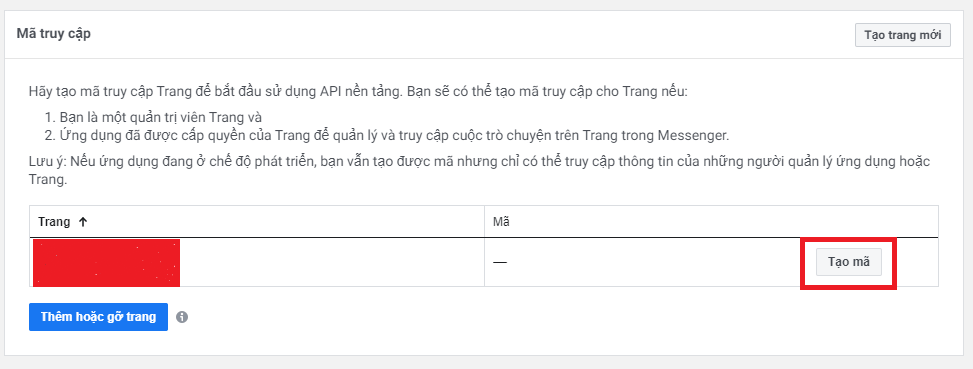 Mã truy cập
Tạo trang mới
Hãy tạo mã truy cập Trang để bắt đầu sử dụng API nền tảng. Bạn sẽ có thể tạo mã truy cập cho Trang nếu:
1. Bạn là một quản trị viên Trang và
2. Ứng dụng đã được cấp quyền của Trang để quản lý và truy cập cuộc trò chuyện trên Trang trong Messenger.
Lưu ý: Nếu ứng dụng đang ở chế độ phát triển, bạn vẫn tạo được mã nhưng chỉ có thể truy cập thông tin của những người quản lý ứng dụng hoặc
Trang.
Trang ↑
Mã
—
Tạo mã
Thêm hoặc gỡ trang